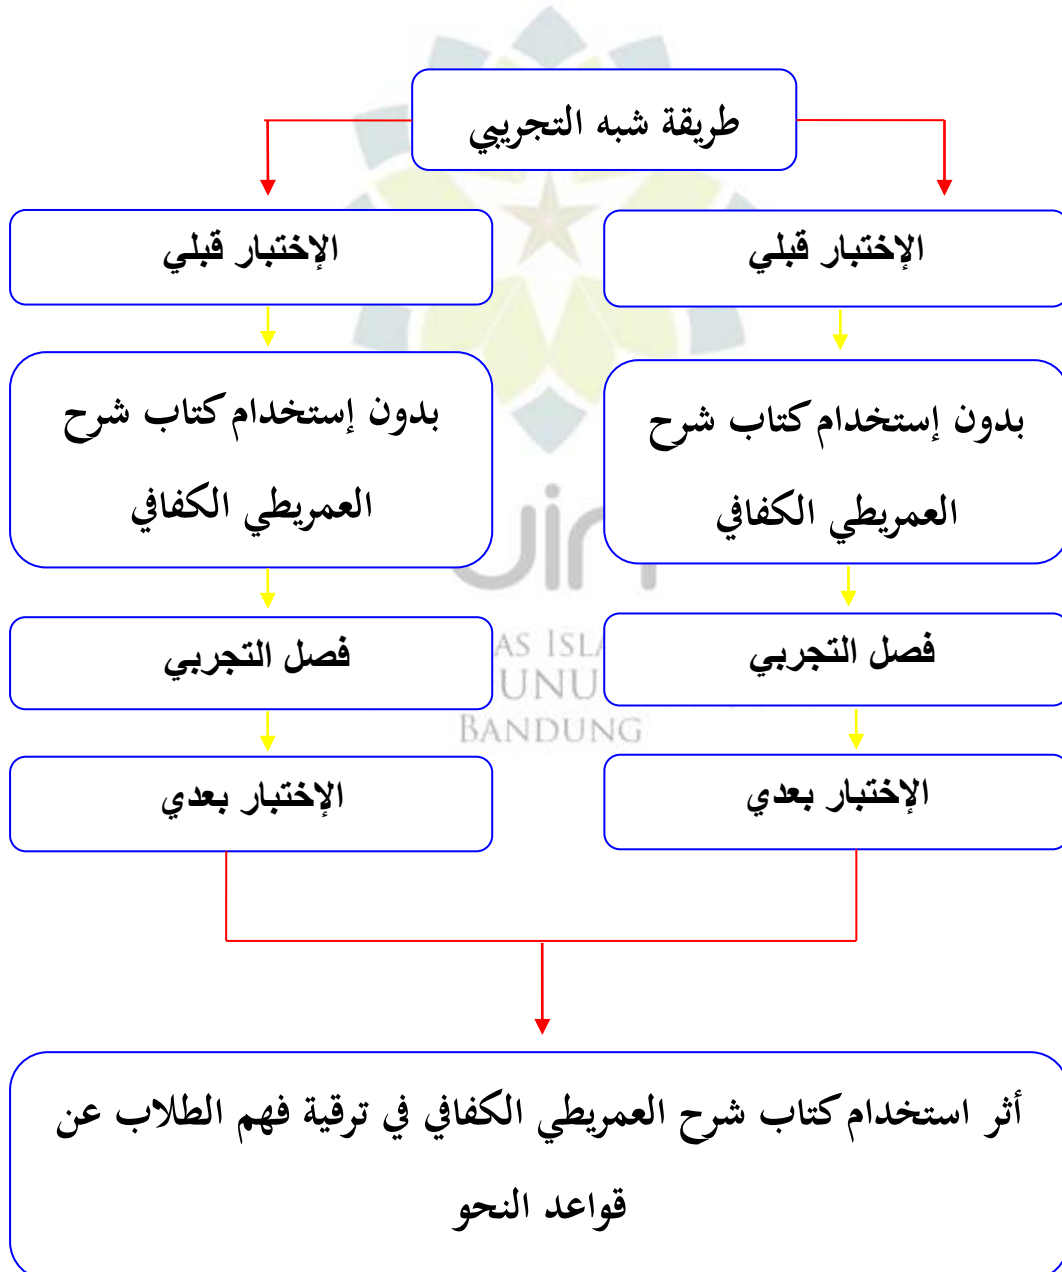 طريقة شبه التجريبي
الإختبار قبلي
الإختبار قبلي
بدون إستخدام كتاب شرح
العمريطي الكفافي
بدون إستخدام كتاب شرح
العمريطي الكفافي
فصل التجربي
فصل التجربي
الإختبار بعدي
الإختبار بعدي
أثر استخدام كتاب شرح العمريطي الكفافي في ترقية فهم الطلاب عن
قواعد النحو
BANDUNG